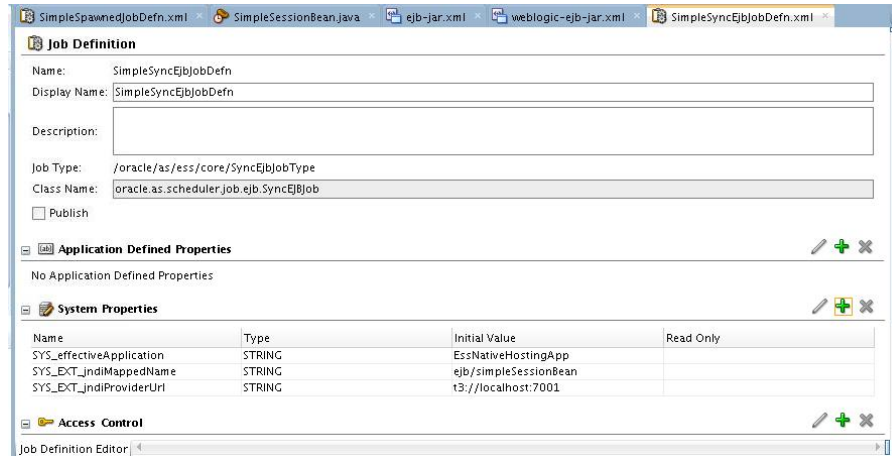 SimpleSpawnedJobDefn.xml SimpleSessionBean.java ejb-jar.xml weblogic-ejb-jar.xml SimpleSyncEjbJobDefn.xml
Job Definition
Name: SimpleSyncEjbJobDefn
Display Name: SimpleSyncEjbJobDefn
Description:
Job Type: /oracle/as/ess/core/SyncEjbJobType
Class Name: oracle.as.scheduler.job.ejb.SyncEJBJob
Publish
Application Defined Properties
No Application Defined Properties
System Properties
Name Type Initial Value Read Only
SYS_effectiveApplication STRING EssNativeHostingApp
SYS_EXT_jndiMappedName STRING ejb/simpleSessionBean
SYS_EXT_jndiProviderUrl STRING t3://localhost:7001
Access Control
Job Definition Editor